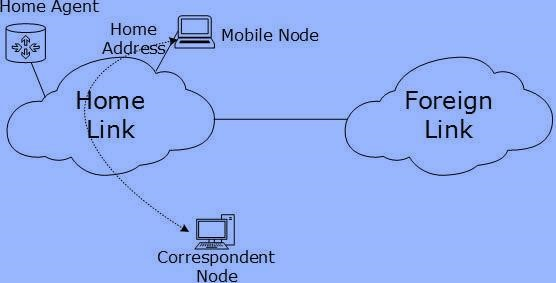 Home Agent
Home
Address
Mobile Node
Home
Link
Foreign
Link
Correspondent
Node